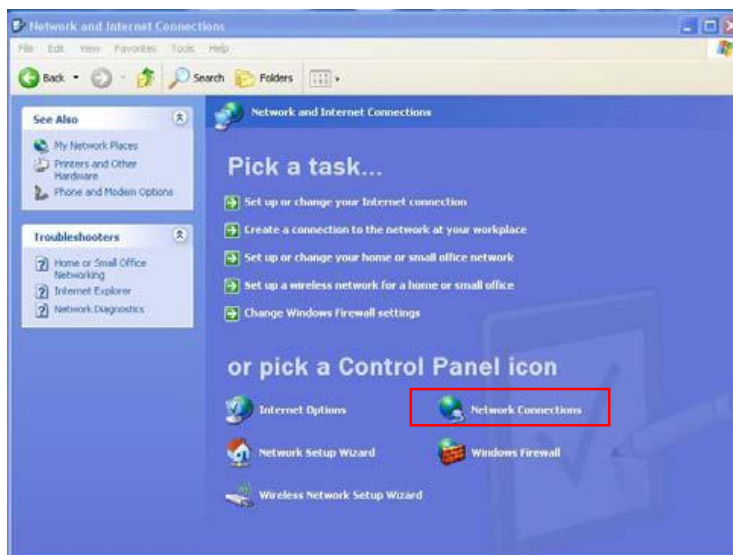 Network and Internet Connections
File Edit View Favorites Tools Help
Back Search Folders
See Also
My Network Places
Printers and Other
Hardware
Phone and Modem Options
Troubleshooters
Home or Small Office
Networking
Internet Explorer
Network Diagnostics
Network and Internet Connections
Pick a task...
Set up or change your Internet connection
Create a connection to the network at your workplace
Set up or change your home or small office network
Set up a wireless network for a home or small office
Change Windows Firewall settings
or pick a Control Panel icon
Internet Options
Network Connections
Network Setup Wizard
Windows Firewall
Wireless Network Setup Wizard